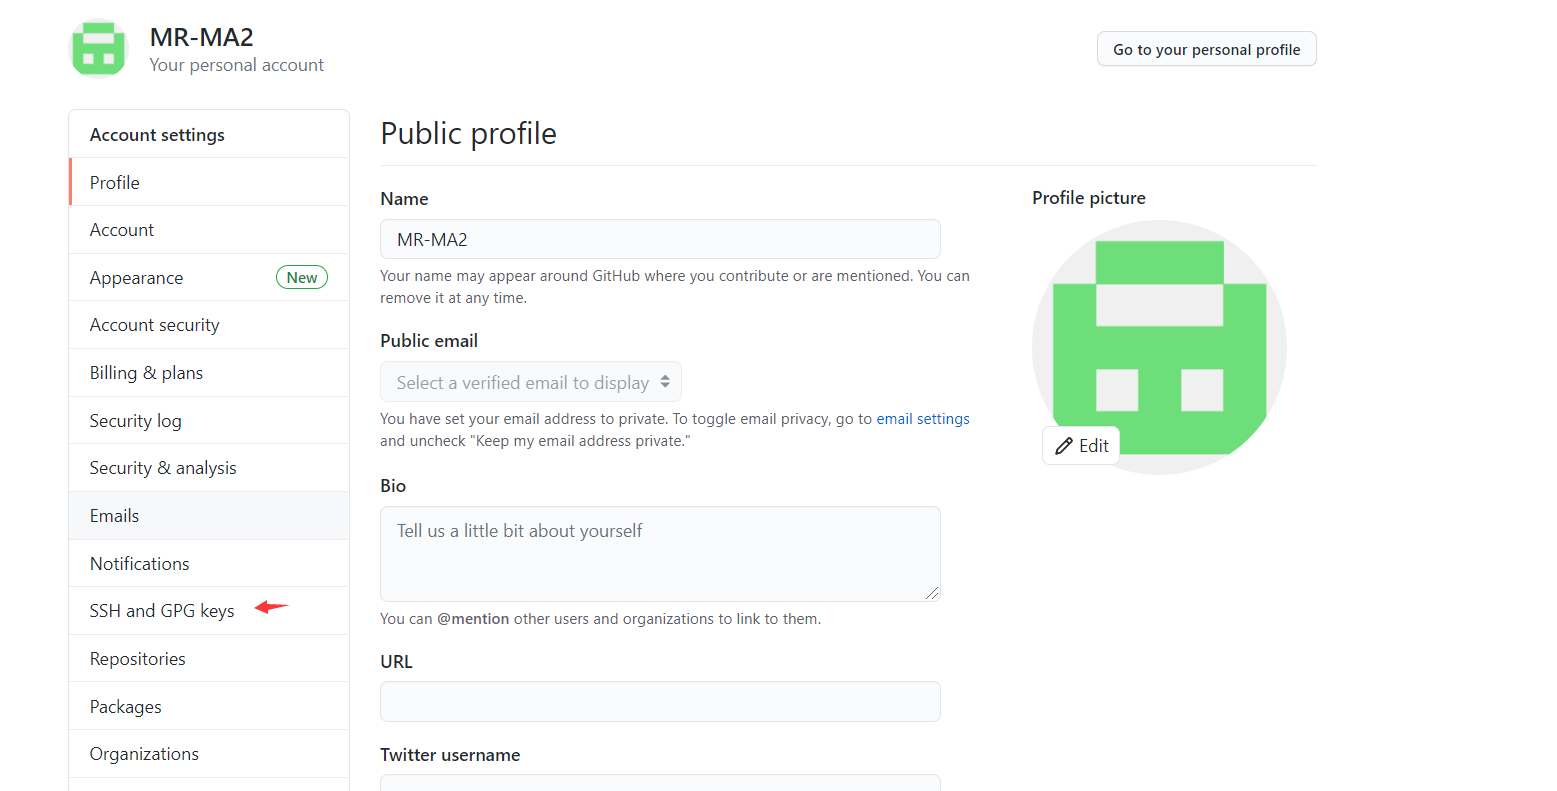 MR-MA2
Your personal account
Go to your personal profile
Account settings
Profile
Account
Appearance New
Account security
Billing & plans
Security log
Security & analysis
Emails
Notifications
SSH and GPG keys
Repositories
Packages
Organizations
Public profile
Name
MR-MA2
Your name may appear around GitHub where you contribute or are mentioned. You can
remove it at any time.
Public email
Select a verified email to display
You have set your email address to private. To toggle email privacy, go to email settings
and uncheck "Keep my email address private."
Bio
Tell us a little bit about yourself
You can @mention other users and organizations to link to them.
URL
Twitter username
Profile picture
Edit